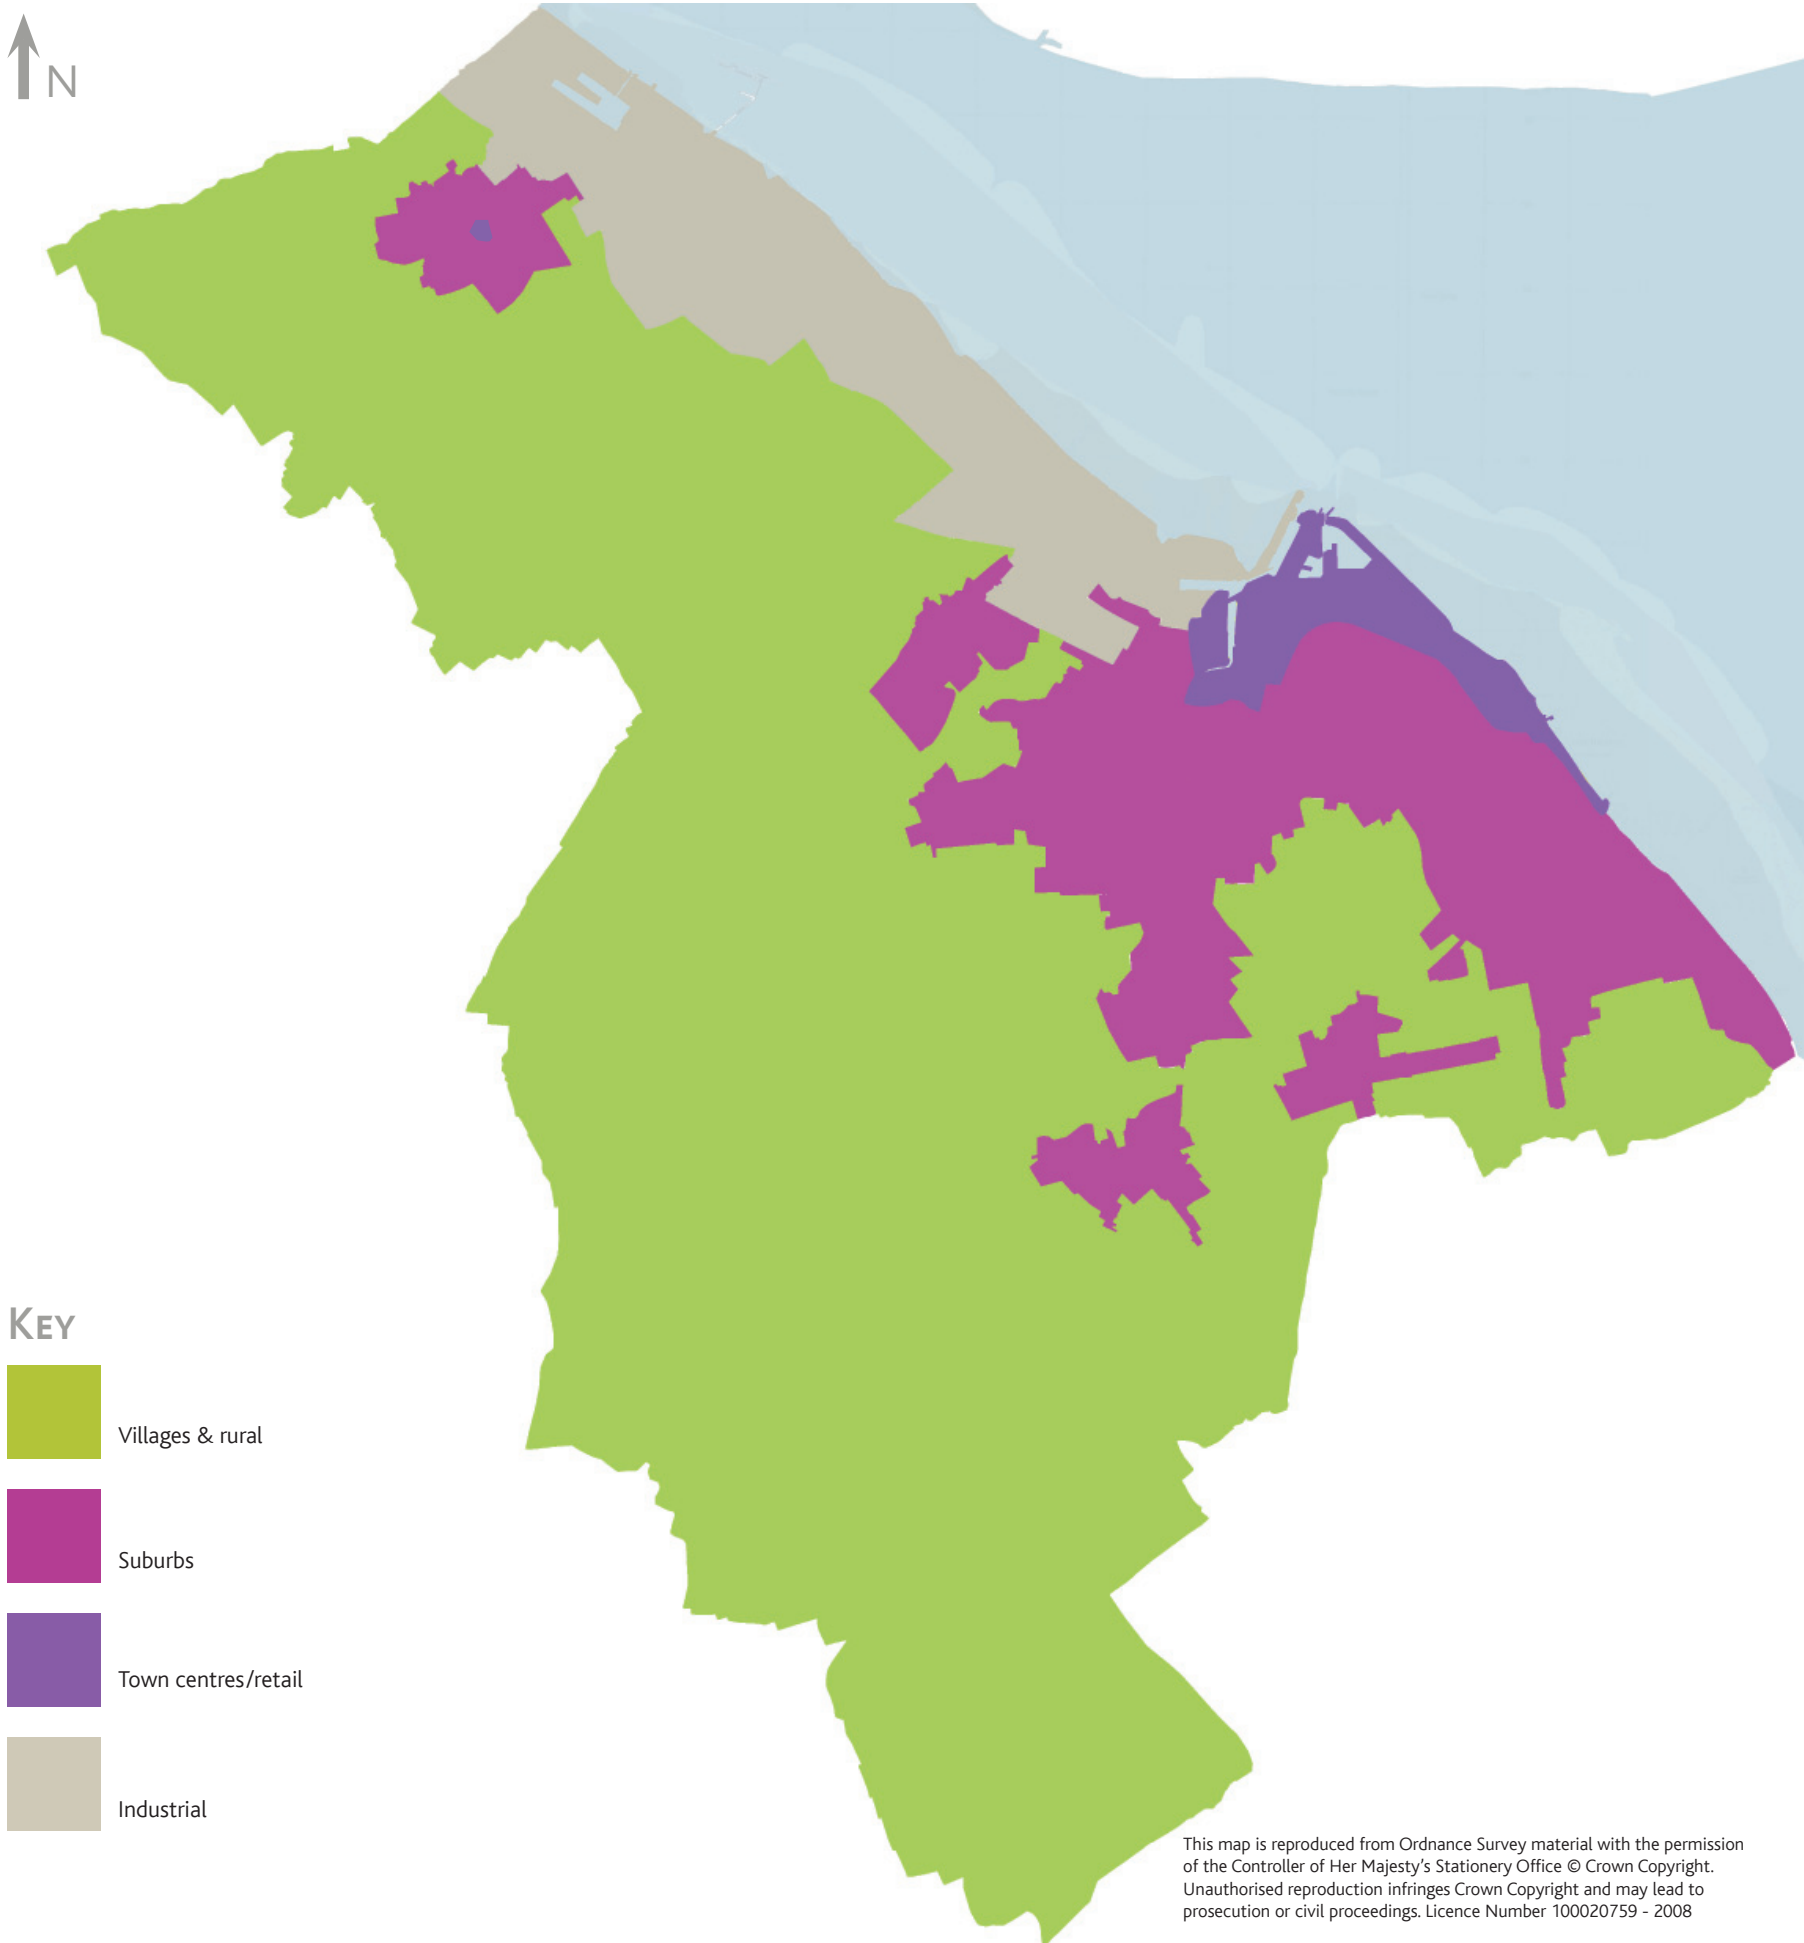 N
KEY
Villages & rural
Suburbs
Town centres/retail
Industrial
This map is reproduced from Ordnance Survey material with the permission
of the Controller of Her Majesty's Stationery Office © Crown Copyright.
Unauthorised reproduction infringes Crown Copyright and may lead to
prosecution or civil proceedings. Licence Number 100020759 - 2008